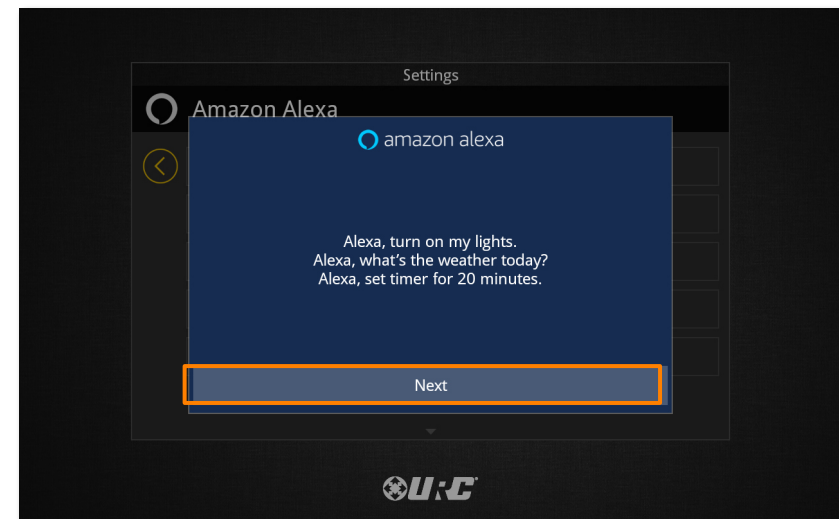 Settings
Amazon Alexa
amazon alexa
Alexa, turn on my lights.
Alexa, what's the weather today?
Alexa, set timer for 20 minutes.
Next
URC